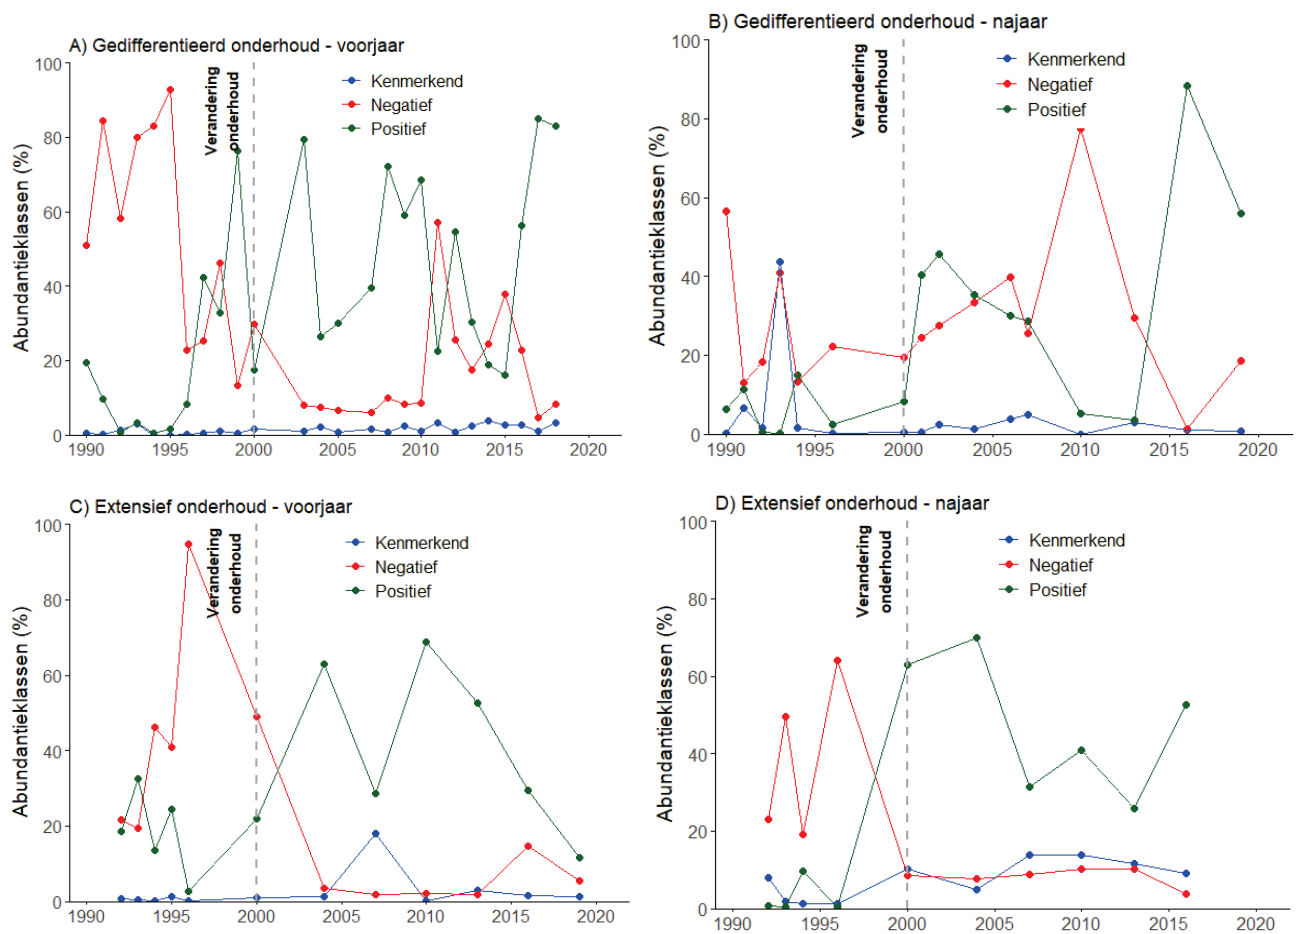 A) Gedifferentieerd onderhoud - voorjaar
Abundantieklassen (%)
100
80
60
40
20
0
Verandering
onderhoud
Kenmerkend
Negatief
Positief
1990
1995
2000
2005
2010
2015
2020
B) Gedifferentieerd onderhoud - najaar
Abundantieklassen (%)
100
80
60
40
20
0
Verandering
onderhoud
Kenmerkend
Negatief
Positief
1990
1995
2000
2005
2010
2015
2020
C) Extensief onderhoud - voorjaar
Abundantieklassen (%)
100
80
60
40
20
0
Verandering
onderhoud
Kenmerkend
Negatief
Positief
1990
1995
2000
2005
2010
2015
2020
D) Extensief onderhoud - najaar
Abundantieklassen (%)
100
80
60
40
20
0
Verandering
onderhoud
Kenmerkend
Negatief
Positief
1990
1995
2000
2005
2010
2015
2020